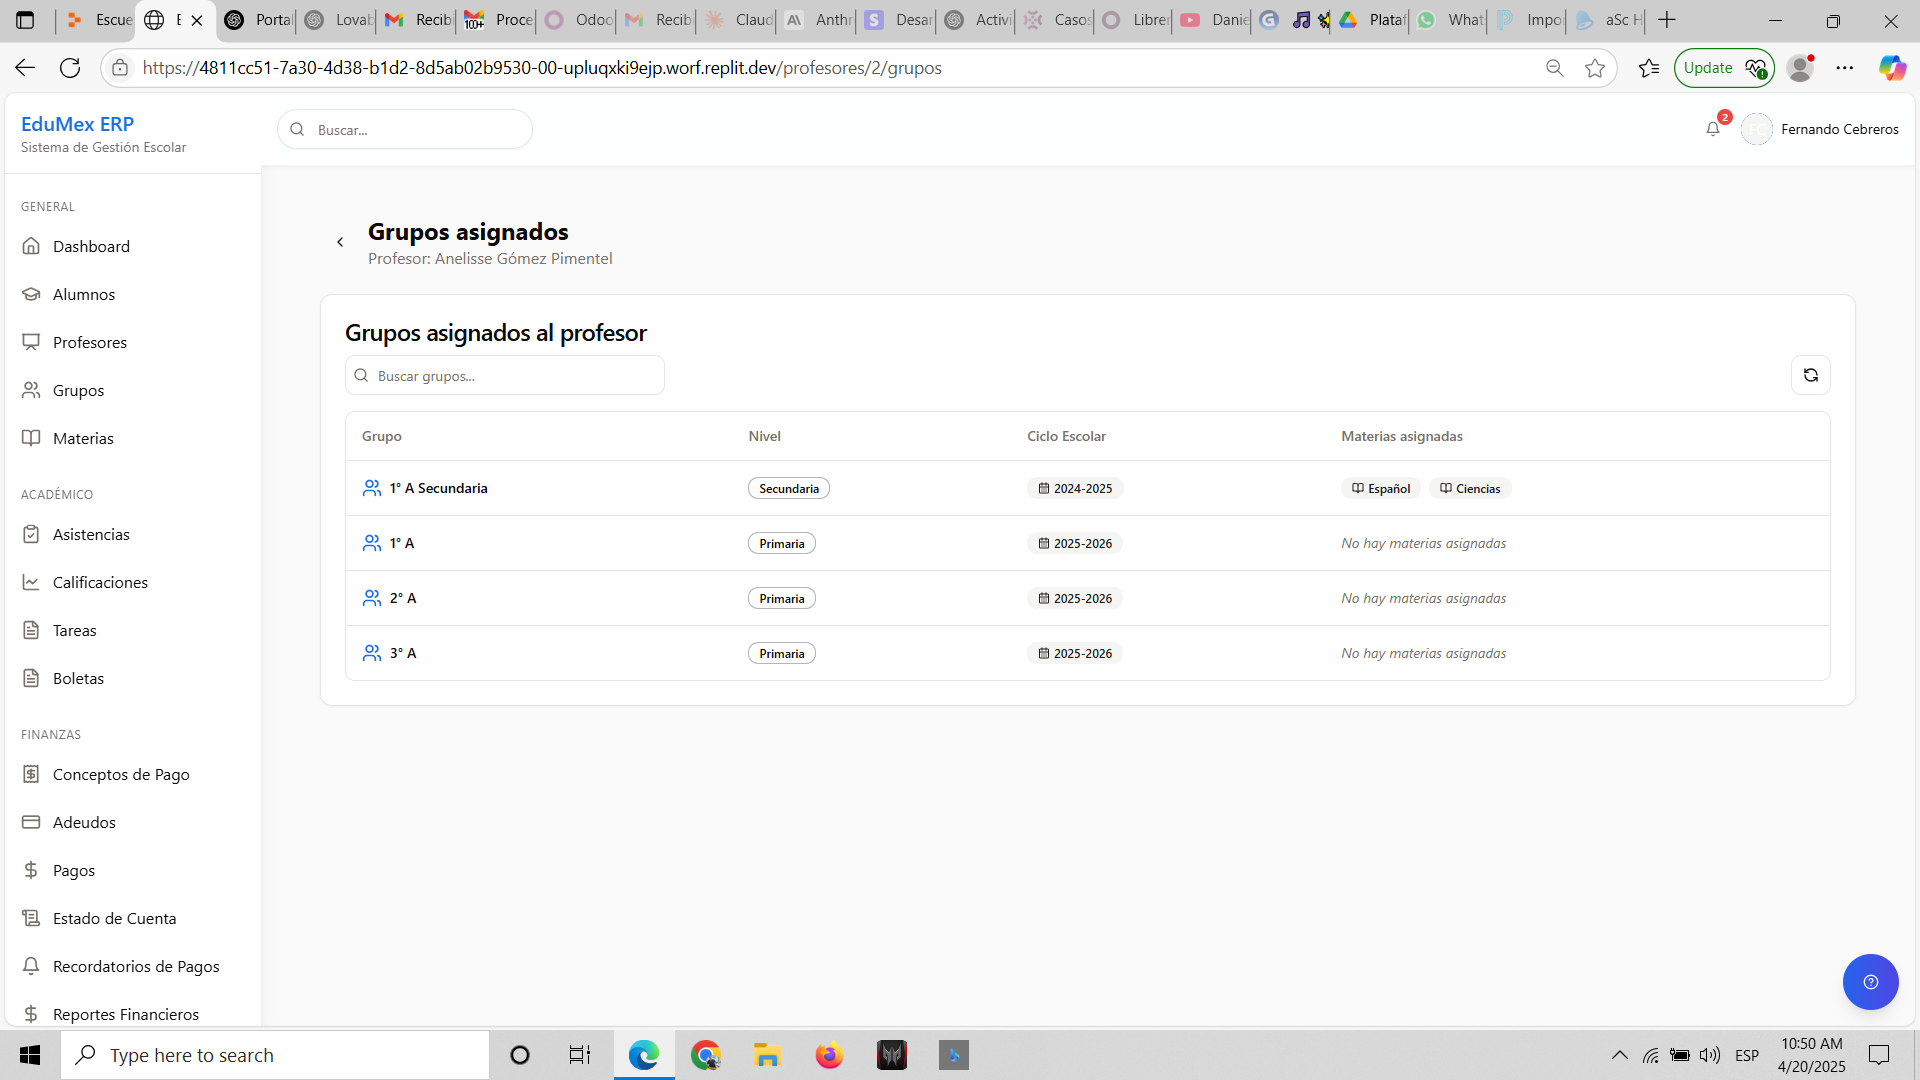 Escue
E
Portal
Lovab
Recib
Proce
Odoo
Recib
Claud
Anthr
Desar
Activi
Casos
Librer
Danie
Plataf
What
Impo
aSc H
https://4811cc51-7a30-4d38-b1d2-8d5ab02b9530-00-upluqxki9ejp.worf.replit.dev/profesores/2/grupos
Update
EduMex ERP
Sistema de Gestión Escolar
Buscar...
2
Fernando Cebreros
GENERAL
Dashboard
Alumnos
Profesores
Grupos
Materias
ACADÉMICO
Asistencias
Calificaciones
Tareas
Boletas
FINANZAS
Conceptos de Pago
Adeudos
Pagos
Estado de Cuenta
Recordatorios de Pagos
Reportes Financieros
Grupos asignados
Profesor: Anelisse Gómez Pimentel
Grupos asignados al profesor
Buscar grupos...
Grupo Nivel Ciclo Escolar Materias asignadas
1° A Secundaria Secundaria 2024-2025 Español Ciencias
1° A Primaria 2025-2026 No hay materias asignadas
2° A Primaria 2025-2026 No hay materias asignadas
3° A Primaria 2025-2026 No hay materias asignadas
Type here to search
ESP
10:50 AM
4/20/2025